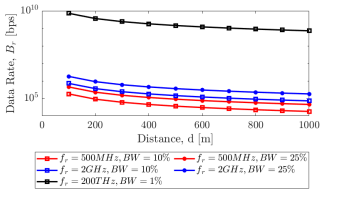 10^10
10^5
Data Rate, B, [bps]
0 200 400 600 800 1000
Distance, d [m]
f_r = 500MHz, BW = 10% f_r = 500MHz, BW = 25%
f_r = 2GHz, BW = 10% f_r = 2GHz, BW = 25%
f_r = 200THz, BW = 1%